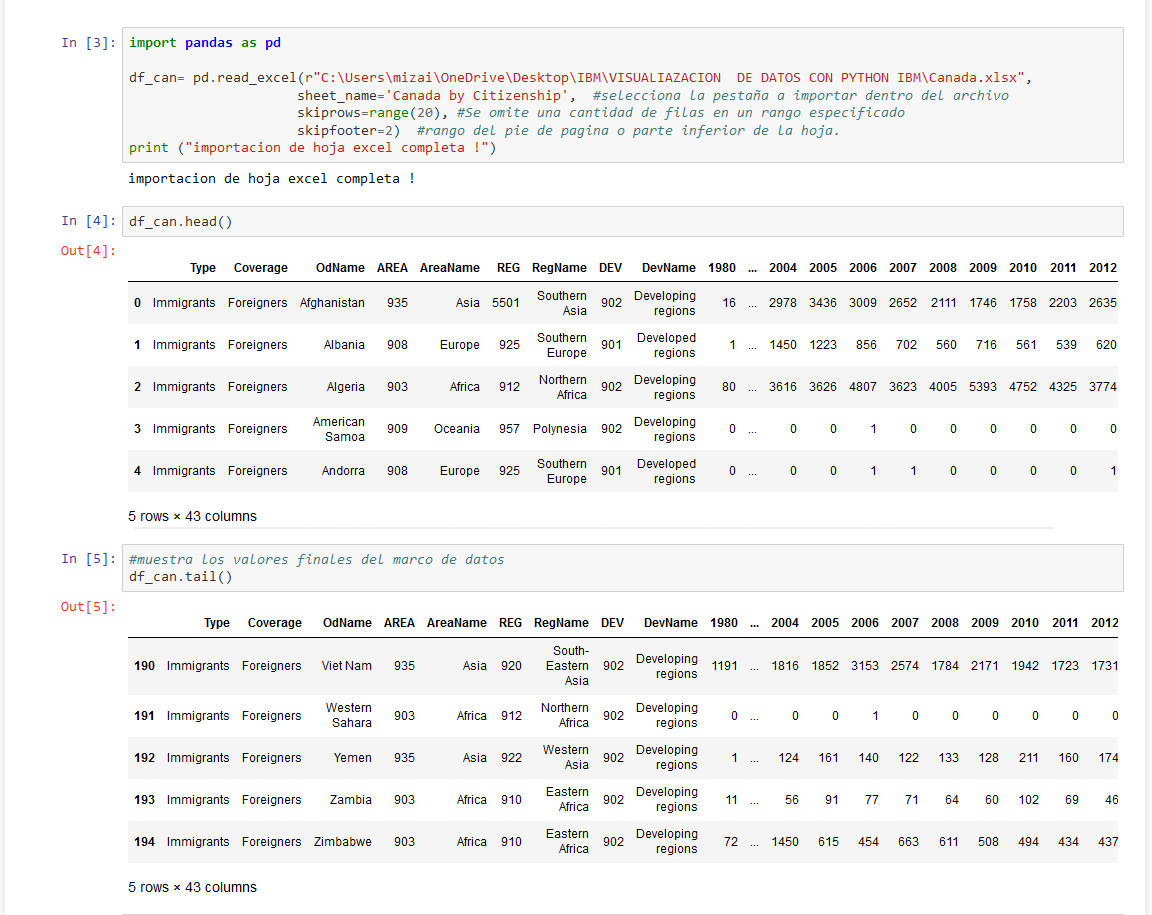 In [3]: import pandas as pd
df_can= pd.read_excel(r"C:\Users\mizai\OneDrive\Desktop\IBM\VISUALIAZACION  DE DATOS CON PYTHON IBM\Canada.xlsx",
sheet_name='Canada by Citizenship',  #selecciona la pestaña a importar dentro del archivo
skiprows=range(20), #Se omite una cantidad de filas en un rango especificado
skipfooter=2)  #rango del pie de pagina o parte inferior de la hoja.
print ("importacion de hoja excel completa !")
importacion de hoja excel completa !
In [4]: df_can.head()
Out[4]:
Type Coverage OdName AREA AreaName REG RegName DEV DevName 1980 ... 2004 2005 2006 2007 2008 2009 2010 2011 2012
0 Immigrants Foreigners Afghanistan 935 Asia 5501 Southern Asia 902 Developing regions 16 ... 2978 3436 3009 2652 2111 1746 1758 2203 2635
1 Immigrants Foreigners Albania 908 Europe 925 Southern Europe 901 Developed regions 1 ... 1450 1223 856 702 560 716 561 539 620
2 Immigrants Foreigners Algeria 903 Africa 912 Northern Africa 902 Developing regions 80 ... 3616 3626 4807 3623 4005 5393 4752 4325 3774
3 Immigrants Foreigners American Samoa 909 Oceania 957 Polynesia 902 Developing regions 0 ... 0 0 1 0 0 0 0 0 0
4 Immigrants Foreigners Andorra 908 Europe 925 Southern Europe 901 Developed regions 0 ... 0 0 1 1 0 0 0 0 1
5 rows × 43 columns
In [5]: #muestra los valores finales del marco de datos
df_can.tail()
Out[5]:
Type Coverage OdName AREA AreaName REG RegName DEV DevName 1980 ... 2004 2005 2006 2007 2008 2009 2010 2011 2012
190 Immigrants Foreigners Viet Nam 935 Asia 920 South-Eastern Asia 902 Developing regions 1191 ... 1816 1852 3153 2574 1784 2171 1942 1723 1731
191 Immigrants Foreigners Western Sahara 903 Africa 912 Northern Africa 902 Developing regions 0 ... 0 0 1 0 0 0 0 0 0
192 Immigrants Foreigners Yemen 935 Asia 922 Western Asia 902 Developing regions 1 ... 124 161 140 122 133 128 211 160 174
193 Immigrants Foreigners Zambia 903 Africa 910 Eastern Africa 902 Developing regions 11 ... 56 91 77 71 64 60 102 69 46
194 Immigrants Foreigners Zimbabwe 903 Africa 910 Eastern Africa 902 Developing regions 72 ... 1450 615 454 663 611 508 494 434 437
5 rows × 43 columns